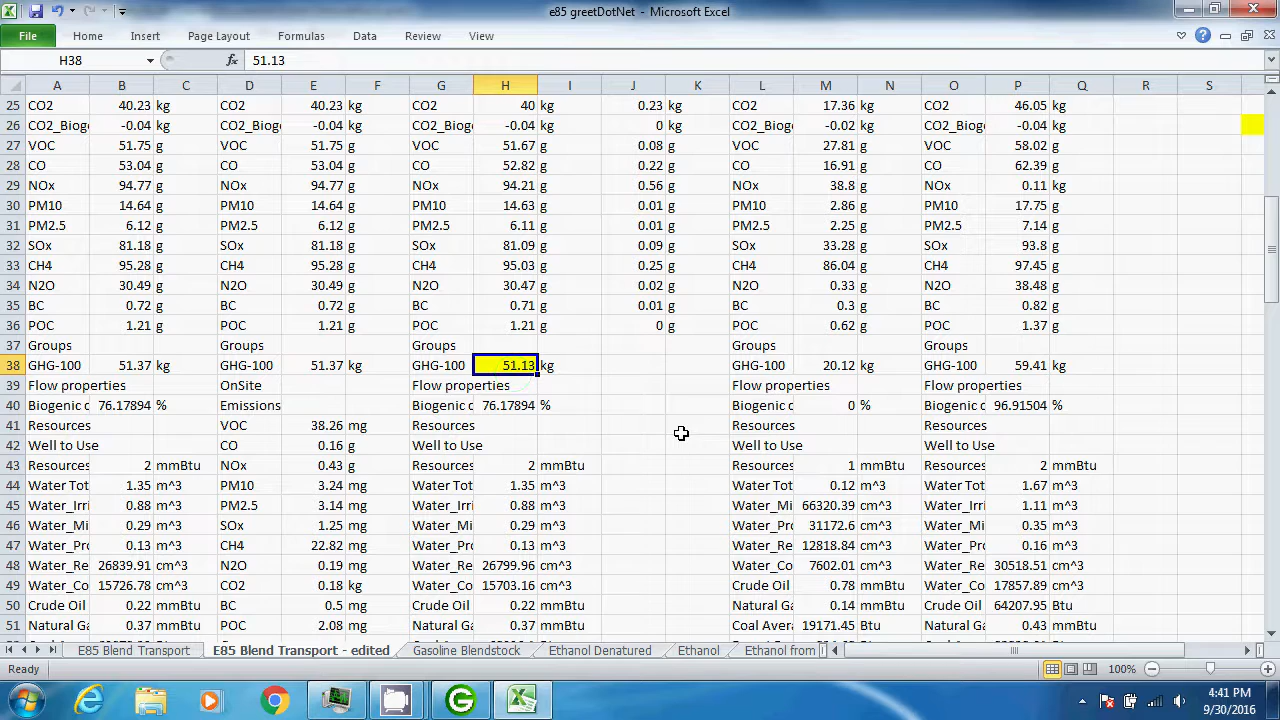 e85 greetDotNet - Microsoft Excel
File Home Insert Page Layout Formulas Data Review View
H38 fx 51.13
A B C D E F G H I J K L M N O P Q R S
25 CO2 40.23 kg CO2 40.23 kg CO2 40 kg 0.23 kg CO2 17.36 kg CO2 46.05 kg
26 CO2_Bioge -0.04 kg CO2_Bioge -0.04 kg CO2_Bioge -0.04 kg 0 kg CO2_Bioge -0.02 kg CO2_Bioge -0.04 kg
27 VOC 51.75 g VOC 51.75 g VOC 51.67 g 0.08 g VOC 27.81 g VOC 58.02 g
28 CO 53.04 g CO 53.04 g CO 52.82 g 0.22 g CO 16.91 g CO 62.39 g
29 NOx 94.77 g NOx 94.77 g NOx 94.21 g 0.56 g NOx 38.8 g NOx 0.11 kg
30 PM10 14.64 g PM10 14.64 g PM10 14.63 g 0.01 g PM10 2.86 g PM10 17.75 g
31 PM2.5 6.12 g PM2.5 6.12 g PM2.5 6.11 g 0.01 g PM2.5 2.25 g PM2.5 7.14 g
32 SOx 81.18 g SOx 81.18 g SOx 81.09 g 0.09 g SOx 33.28 g SOx 93.8 g
33 CH4 95.28 g CH4 95.28 g CH4 95.03 g 0.25 g CH4 86.04 g CH4 97.45 g
34 N2O 30.49 g N2O 30.49 g N2O 30.47 g 0.02 g N2O 0.33 g N2O 38.48 g
35 BC 0.72 g BC 0.72 g BC 0.71 g 0.01 g BC 0.3 g BC 0.82 g
36 POC 1.21 g POC 1.21 g POC 1.21 g 0 g POC 0.62 g POC 1.37 g
37 Groups Groups Groups Groups Groups
38 GHG-100 51.37 kg GHG-100 51.37 kg GHG-100 51.13 kg GHG-100 20.12 kg GHG-100 59.41 kg
39 Flow properties OnSite Flow properties Flow properties Flow properties
40 Biogenic c 76.17894 % Emissions Biogenic c 76.17894 % Biogenic c 0 % Biogenic c 96.91504 %
41 Resources VOC 38.26 mg Resources Resources Resources
42 Well to Use CO 0.16 g Well to Use Well to Use Well to Use
43 Resources 2 mmBtu NOx 0.43 g Resources 2 mmBtu Resources 1 mmBtu Resources 2 mmBtu
44 Water Tot 1.35 m^3 PM10 3.24 mg Water Tot 1.35 m^3 Water Tot 0.12 m^3 Water Tot 1.67 m^3
45 Water_Irri 0.88 m^3 PM2.5 3.14 mg Water_Irri 0.88 m^3 Water_Mi 66320.39 cm^3 Water_Irri 1.11 m^3
46 Water_Mi 0.29 m^3 SOx 1.25 mg Water_Mi 0.29 m^3 Water_Pro 31172.6 cm^3 Water_Mi 0.35 m^3
47 Water_Pro 0.13 m^3 CH4 22.82 mg Water_Pro 0.13 m^3 Water_Re 12818.84 cm^3 Water_Pro 0.16 m^3
48 Water_Re 26839.91 cm^3 N2O 0.19 mg Water_Re 26799.96 cm^3 Water_Co 7602.01 cm^3 Water_Re 30518.51 cm^3
49 Water_Co 15726.78 cm^3 CO2 0.18 kg Water_Co 15703.16 cm^3 Crude Oil 0.78 mmBtu Water_Co 17857.89 cm^3
50 Crude Oil 0.22 mmBtu BC 0.5 mg Crude Oil 0.22 mmBtu Natural Ga 0.14 mmBtu Crude Oil 64207.95 Btu
51 Natural Ga 0.37 mmBtu POC 2.08 mg Natural Ga 0.37 mmBtu Coal Avera 19171.45 Btu Natural Ga 0.43 mmBtu
E85 Blend Transport E85 Blend Transport - edited Gasoline Blendstock Ethanol Denatured Ethanol Ethanol from
Ready 100%
4:41 PM
9/30/2016